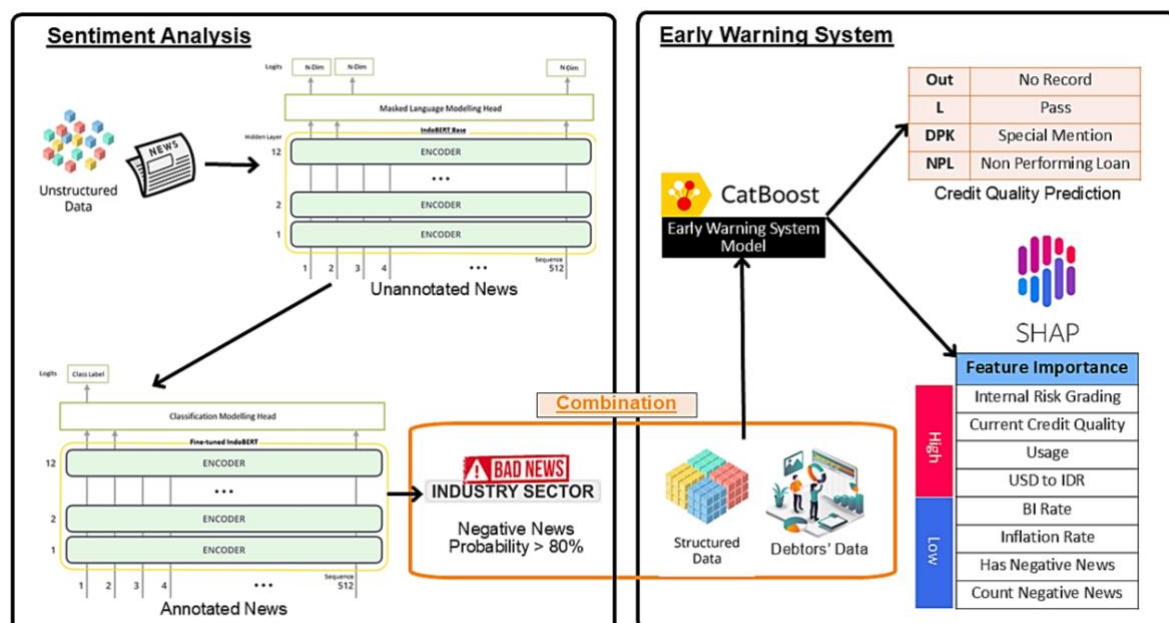 Sentiment Analysis
Logits
N-Dim
N-Dim
N-Dim
Masked Language Modelling Head
Hidden Layer
IndoBERT Base
12
ENCODER
•••
2
ENCODER
1
ENCODER
1
2
3
4
•••
Sequence
512
Unannotated News
NEWS
Unstructured
Data
Logits
Class Label
Classification Modelling Head
Fine-tuned IndoBERT
12
ENCODER
•••
2
ENCODER
1
ENCODER
1
2
3
4
•••
Sequence
512
Annotated News
Combination
BAD NEWS
INDUSTRY SECTOR
Negative News
Probability > 80%
Structured
Data
Debtors' Data
Early Warning System
CatBoost
Early Warning System
Model
Out No Record
L Pass
DPK Special Mention
NPL Non Performing Loan
Credit Quality Prediction
SHAP
Feature Importance
High
Internal Risk Grading
Current Credit Quality
Usage
USD to IDR
Low
BI Rate
Inflation Rate
Has Negative News
Count Negative News